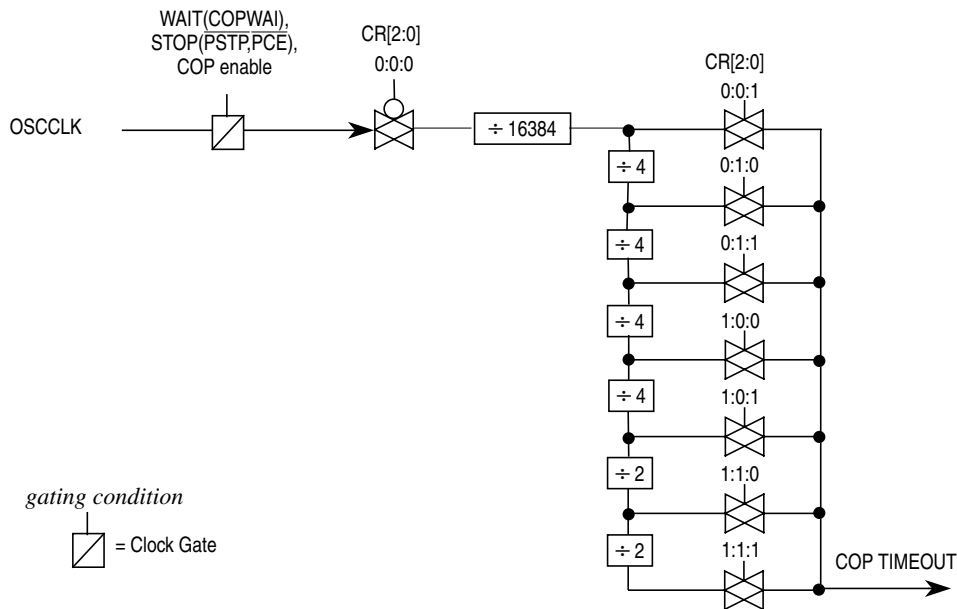 WAIT(COPWAI),
STOP(PSTP,PCE),
COP enable
CR[2:0]
0:0:0
OSCCLK
÷ 16384
CR[2:0]
0:0:1
÷ 4
0:1:0
÷ 4
0:1:1
÷ 4
1:0:0
÷ 4
1:0:1
÷ 2
1:1:0
÷ 2
1:1:1
COP TIMEOUT
gating condition
= Clock Gate